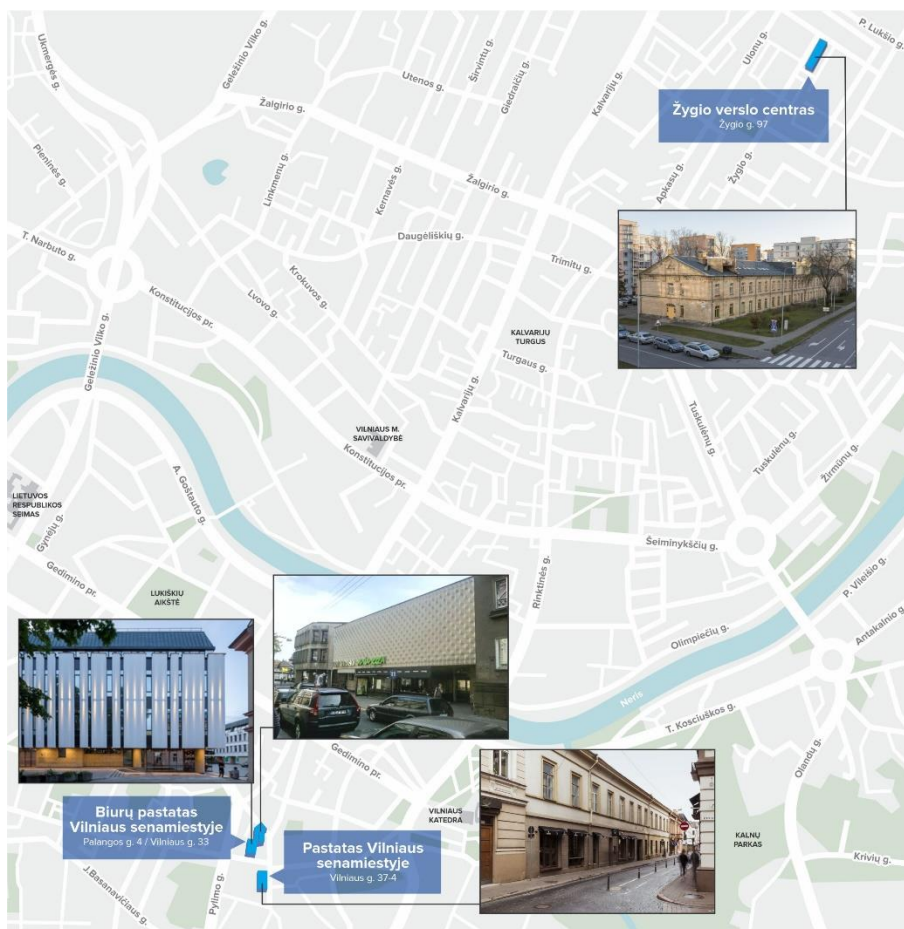 P. Lukšio g.
Ukmergės g.
Geležinio Vilko g.
Širvintų g.
Ulonų g.
Utenos g.
Giedraičių g.
Kalvarijų g.
Žalgirio g.
Žygio verslo centras
Žygio g. 97
Pieninės g.
Linkmenų g.
Kernavės g.
Žalgirio g.
Apkasų g.
Žygio g.
T. Narbuto g.
Daugėliškių g.
Trimitų g.
Krokuvos g.
Lvovo g.
Konstitucijos pr.
Geležinio Vilko g.
KALVARIJŲ
TURGUS
Turgaus g.
Kalvarijų g.
Tuskulėnų g.
VILNIAUS M.
SAVIVALDYBĖ
Konstitucijos pr.
Tuskulėnų g.
Žirmūnų g.
A. Goštauto g.
LIETUVOS
RESPUBLIKOS
SEIMAS
Gynėjų g.
Gedimino pr.
Šeiminykščių g.
Rinktinės g.
P. Vileišio g.
LUKIŠKIŲ
AIKŠTĖ
Olimpiečių g.
Antakalnio g.
Neris
T. Kosciuškos g.
Olandų g.
Gedimino pr.
Biurų pastatas
Vilniaus senamiestyje
Palangos g. 4 / Vilniaus g. 33
VILNIAUS
KATEDRA
KALNŲ
PARKAS
Pastatas Vilniaus
senamiestyje
Vilniaus g. 37-4
Krivių g.
J.Basanavičiaus g.
Pylimo g.